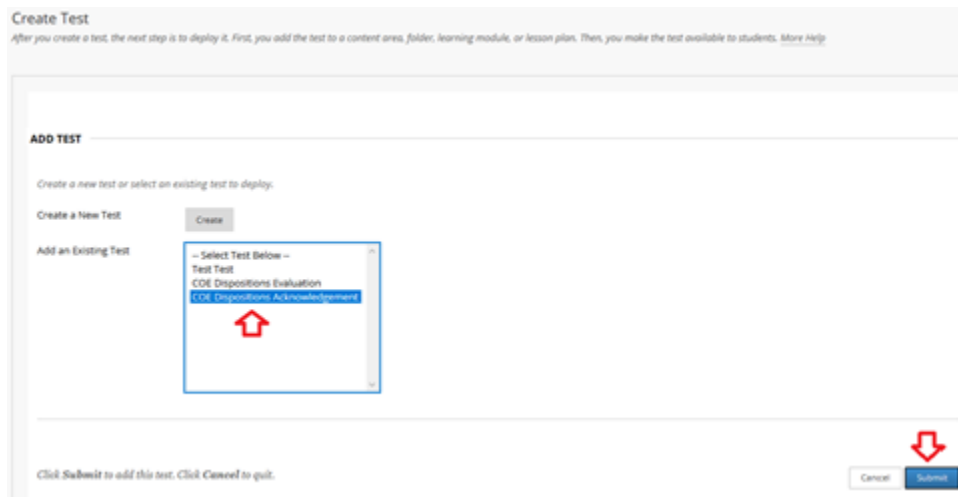 Create Test
After you create a test, the next step is to deploy it. First, you add the test to a content area, folder, learning module, or lesson plan. Then, you make the test available to students. More Help
ADD TEST
Create a new test or select an existing test to deploy.
Create a New Test
Create
Add an Existing Test
-- Select Test Below --
Test Test
COE Dispositions Evaluation
COE Dispositions Acknowledgement
Click Submit to add this test. Click Cancel to quit.
Cancel
Submit